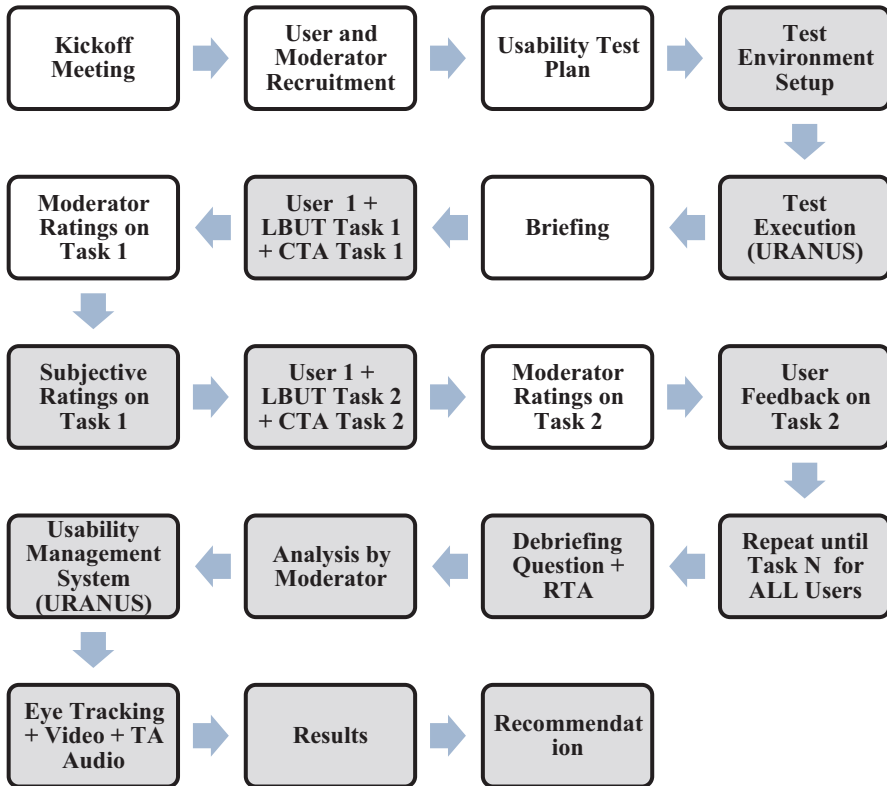 Kickoff
Meeting
User and
Moderator
Recruitment
Usability Test
Plan
Test
Environment
Setup
Test
Execution
(URANUS)
Briefing
User 1 +
LBUT Task 1
+ CTA Task 1
Moderator
Ratings on
Task 1
Subjective
Ratings on
Task 1
User 1 +
LBUT Task 2
+ CTA Task 2
Moderator
Ratings on
Task 2
User
Feedback on
Task 2
Repeat until
Task N for
ALL Users
Debriefing
Question +
RTA
Analysis by
Moderator
Usability
Management
System
(URANUS)
Eye Tracking
+ Video + TA
Audio
Results
Recommendat
ion